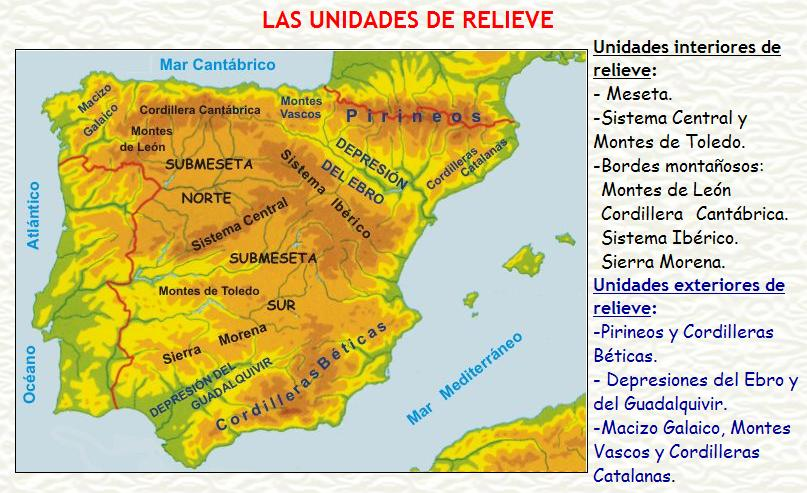 LAS UNIDADES DE RELIEVE
Mar Cantábrico
Macizo
Galaico
Cordillera Cantábrica
Montes
Vascos
Pirineos
Montes
de León
DEPRESIÓN
DEL EBRO
Cordilleras
Catalanas
SUBMESETA
NORTE
Sistema Ibérico
Sistema Central
SUBMESETA
SUR
Montes de Toledo
Sierra Morena
DEPRESIÓN DEL
GUADALQUIVIR
Cordilleras Béticas
Mar Mediterráneo
Océano Atlántico
Unidades interiores de
relieve:
- Meseta.
-Sistema Central y
Montes de Toledo.
-Bordes montañosos:
Montes de León
Cordillera Cantábrica.
Sistema Ibérico.
Sierra Morena.
Unidades exteriores de
relieve:
-Pirineos y Cordilleras
Béticas.
- Depresiones del Ebro y
del Guadalquivir.
-Macizo Galaico, Montes
Vascos y Cordilleras
Catalanas.